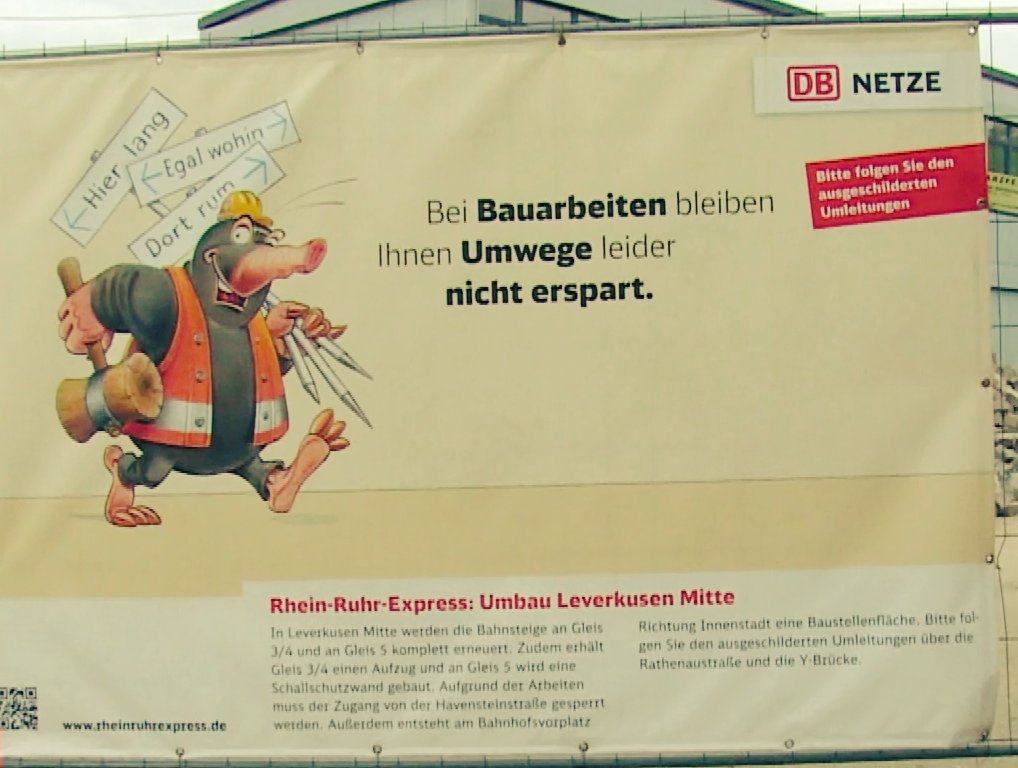 DB NETZE
Hier lang
Egal wohin
Dort rum
Bitte folgen Sie den
ausgeschilderten
Umleitungen
Bei Bauarbeiten bleiben
Ihnen Umwege leider
nicht erspart.
Rhein-Ruhr-Express: Umbau Leverkusen Mitte
In Leverkusen Mitte werden die Bahnsteige an Gleis
3/4 und an Gleis 5 komplett erneuert. Zudem erhält
Gleis 3/4 einen Aufzug und an Gleis 5 wird eine
Schallschutzwand gebaut. Aufgrund der Arbeiten
muss der Zugang von der Havensteinstraße gesperrt
werden. Außerdem entsteht am Bahnhofsvorplatz
Richtung Innenstadt eine Baustellenfläche. Bitte fol-
gen Sie den ausgeschilderten Umleitungen über die
Rathenaustraße und die Y-Brücke.
www.rheinruhrexpress.de